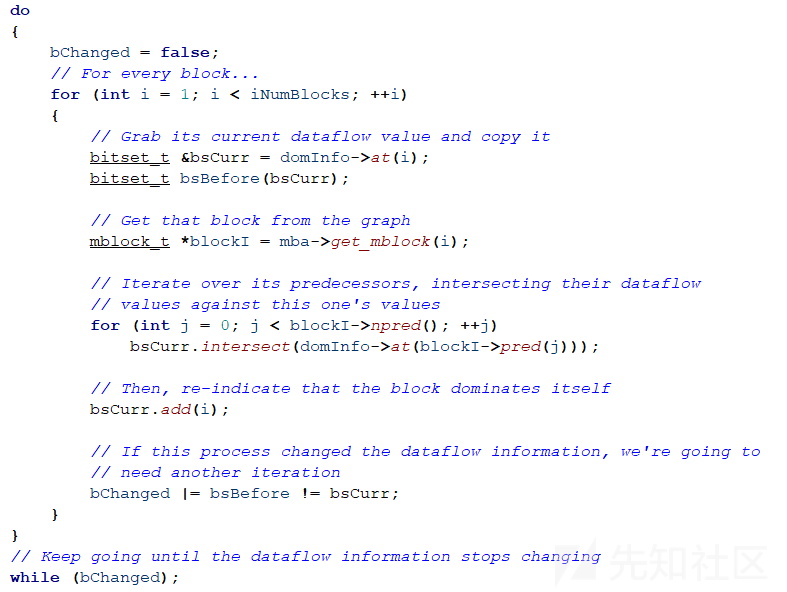 do
{
    bChanged = false;
    // For every block...
    for (int i = 1; i < iNumBlocks; ++i)
    {
        // Grab its current dataflow value and copy it
        bitset_t &bsCurr = domInfo->at(i);
        bitset_t bsBefore(bsCurr);

        // Get that block from the graph
        mblock_t *blockI = mba->get_mblock(i);

        // Iterate over its predecessors, intersecting their dataflow
        // values against this one's values
        for (int j = 0; j < blockI->npred(); ++j)
            bsCurr.intersect(domInfo->at(blockI->pred(j)));

        // Then, re-indicate that the block dominates itself
        bsCurr.add(i);

        // If this process changed the dataflow information, we're going to
        // need another iteration
        bChanged |= bsBefore != bsCurr;
    }
}
// Keep going until the dataflow information stops changing
while (bChanged);
先知社区